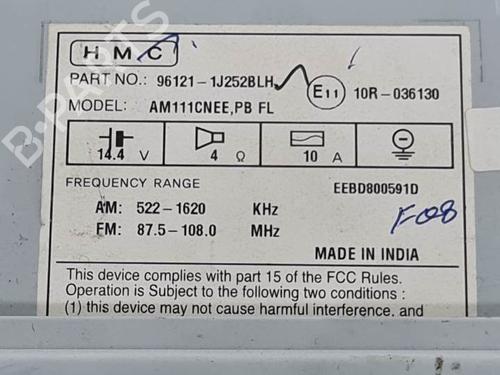 HMC
PART NO.: 96121-1J252BLH
E11 10R-036130
MODEL: AM111CNEE,PB FL
14.4 V 4 Ω 10 A
FREQUENCY RANGE EEBD800591D
AM: 522-1620 KHz F08
FM: 87.5-108.0 MHz
MADE IN INDIA
This device complies with part 15 of the FCC Rules.
Operation is Subject to the following two conditions :
(1) this device may not cause harmful interference, and
B-PARTS